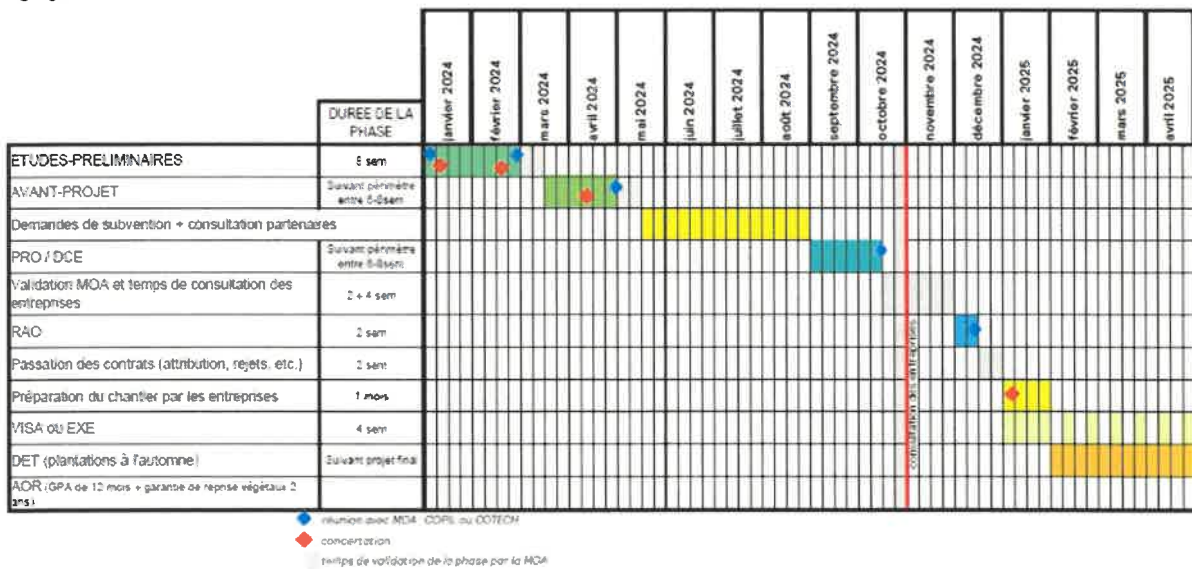 janvier 2024
février 2024
mars 2024
avril 2024
mai 2024
juin 2024
juillet 2024
août 2024
septembre 2024
octobre 2024
novembre 2024
décembre 2024
janvier 2025
février 2025
mars 2025
avril 2025
DUREE DE LA
PHASE
ETUDES-PRELIMINAIRES
sem
AVANT-PROJET
Suivant périmètre
entre 6-8sem
Demandes de subvention + consultation partenaires
PRO / DCE
Suivant périmètre
entre 6-8sem
Validation MOA et temps de consultation des
entreprises
2 + 4 sem
RAO
2 sem
Passation des contrats (attribution, rejets, etc.)
2 sem
Préparation du chantier par les entreprises
1 mois
VISA ou EXE
4 sem
DET (plantations à l'automne)
Suivant projet final
AOR (GPA de 12 mois + garantie de reprise végétaux 2
ans)
consultation des entreprises
réunion avec MOA COPIL ou COTECH
concertation
temps de validation de la phase par la MOA